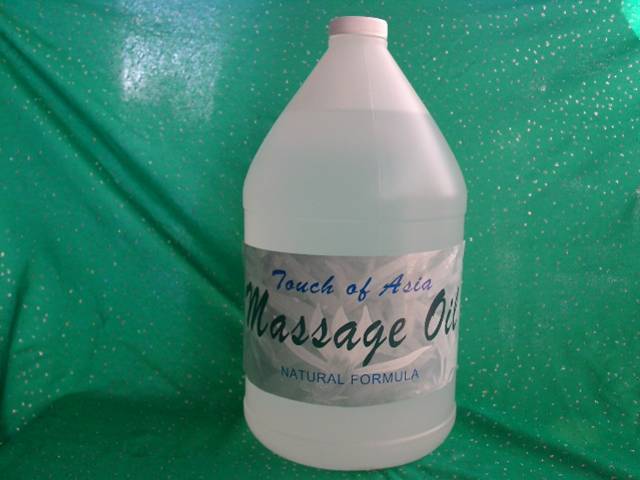 Touch of Asia
Massage Oil
NATURAL FORMULA